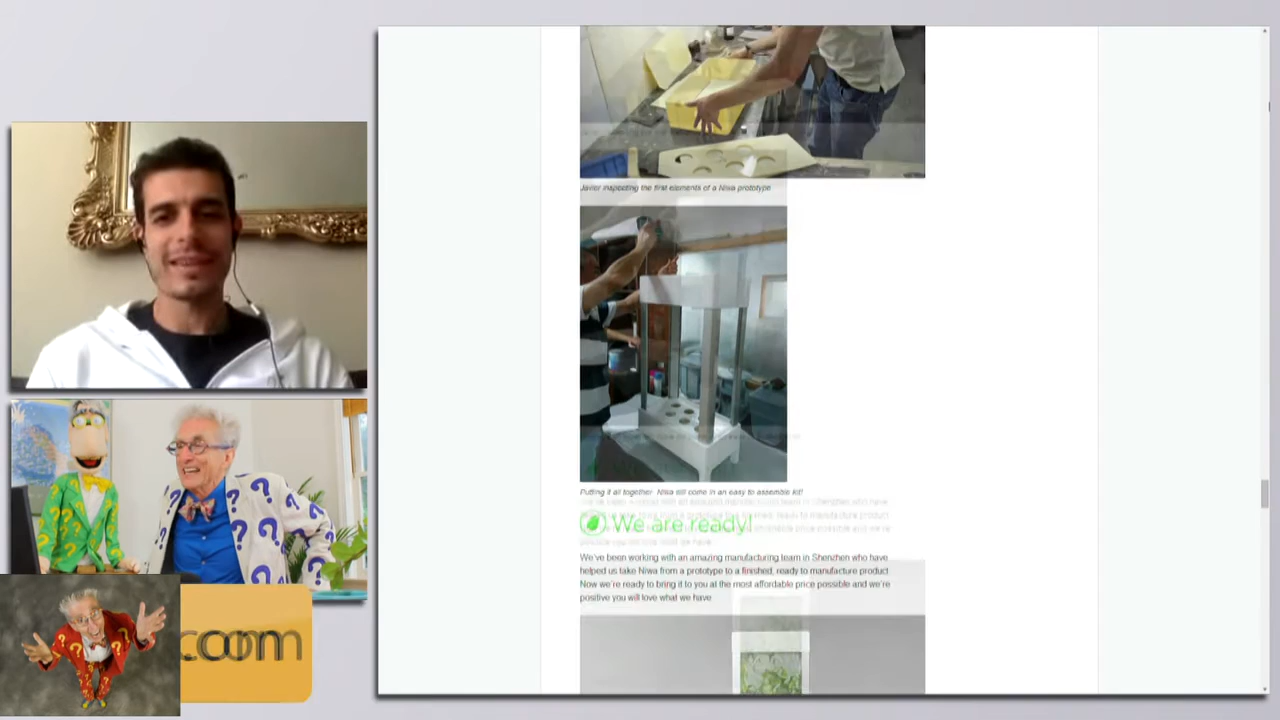 Javier inspecting the first elements of a Niwa prototype
Putting it all together. Niwa will come in an easy to assemble kit!
We are ready!
We've been working with an amazing manufacturing team in Shenzhen who have
helped us take Niwa from a prototype to a finished, ready to manufacture product
Now we're ready to bring it to you at the most affordable price possible and we're
positive you will love what we have
.com